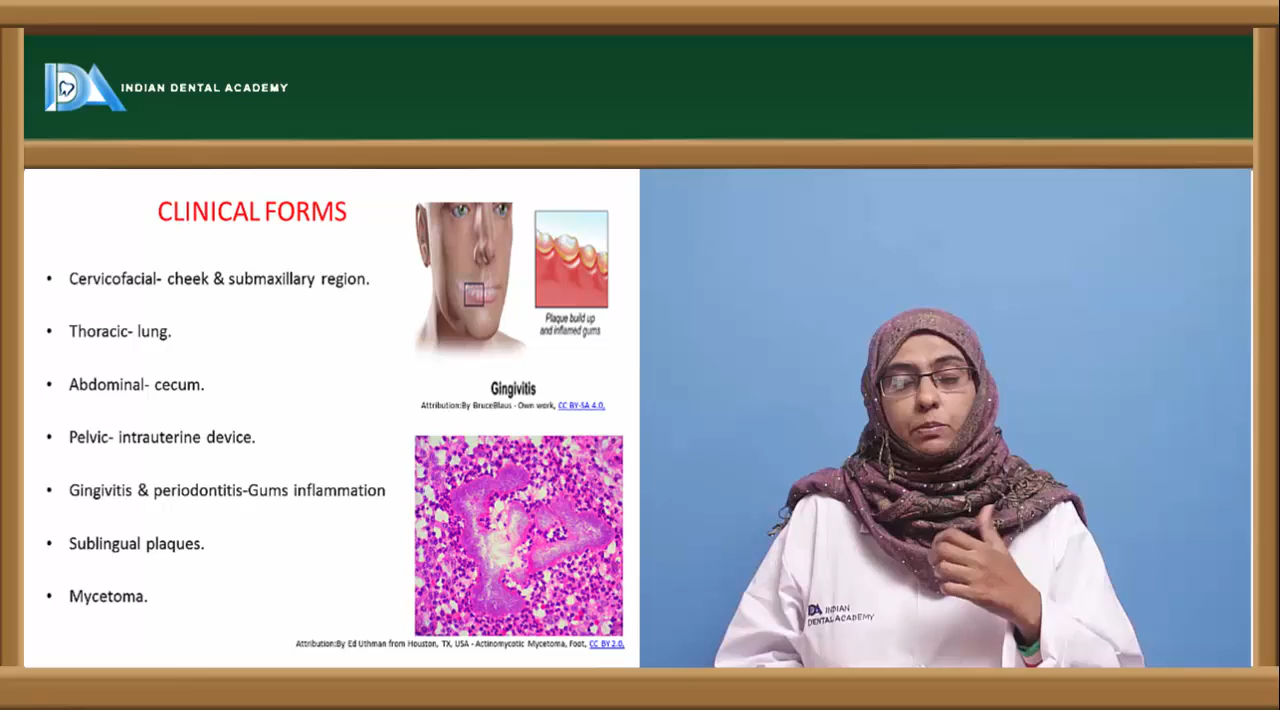 INDIAN DENTAL ACADEMY
CLINICAL FORMS
• Cervicofacial- cheek & submaxillary region.
• Thoracic- lung.
• Abdominal- cecum.
• Pelvic- intrauterine device.
• Gingivitis & periodontitis-Gums inflammation
• Sublingual plaques.
• Mycetoma.
Plaque build up
and inflamed gums
Gingivitis
Attribution:By BruceBlaus - Own work, CC BY-SA 4.0,
Attribution:By Ed Uthman from Houston, TX, USA - Actinomycotic Mycetoma, Foot, CC BY 2.0,
IDA INDIAN
DENTAL ACADEMY